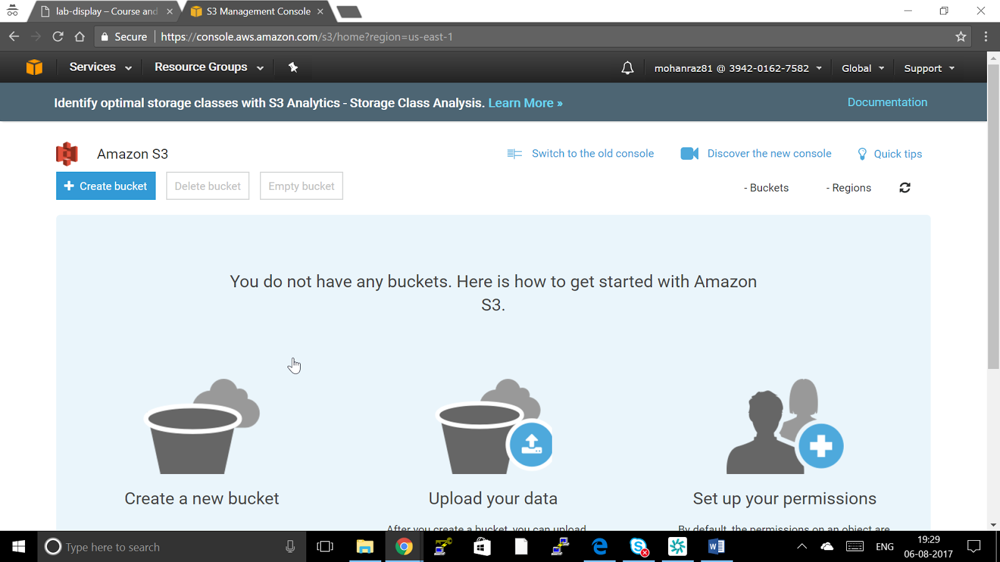 lab-display – Course and
S3 Management Console
Secure
https://console.aws.amazon.com/s3/home?region=us-east-1
Services
Resource Groups
mohanraz81 @ 3942-0162-7582
Global
Support
Identify optimal storage classes with S3 Analytics - Storage Class Analysis. Learn More »
Documentation
Amazon S3
Switch to the old console
Discover the new console
Quick tips
+ Create bucket
Delete bucket
Empty bucket
- Buckets
- Regions
You do not have any buckets. Here is how to get started with Amazon
S3.
Create a new bucket
Upload your data
Set up your permissions
After you create a bucket, you can upload
By default, the permissions on an object are
Type here to search
ENG
19:29
06-08-2017